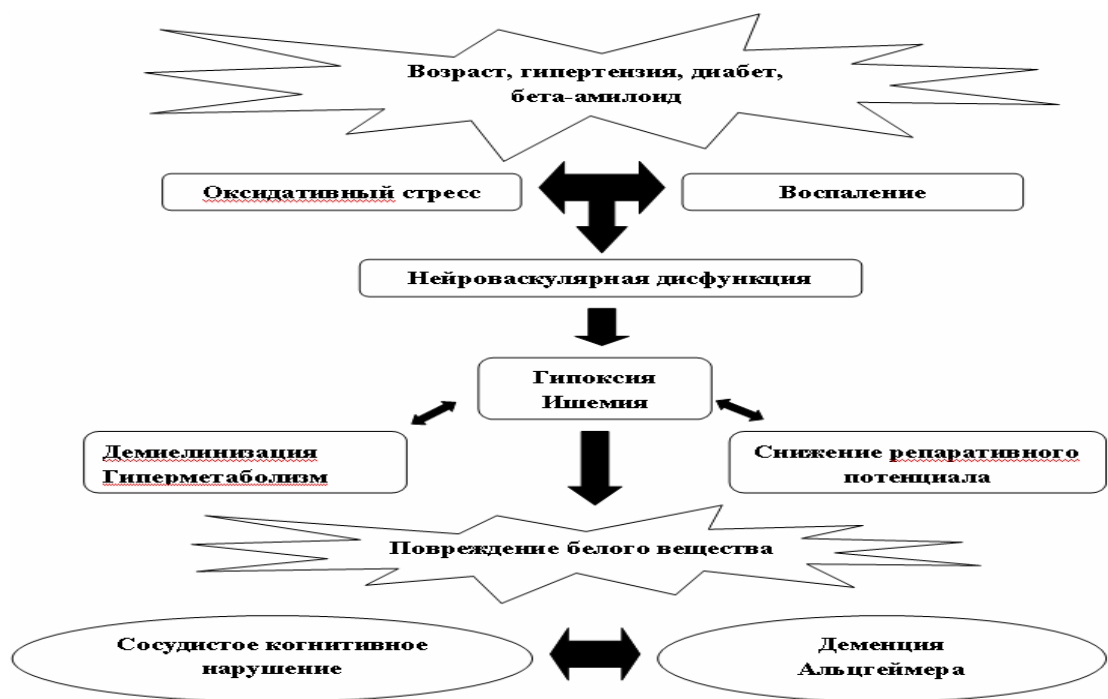 Возраст, гипертензия, диабет,
бета-амилоид
Оксидативный стресс
Воспаление
Нейроваскулярная дисфункция
Гипоксия
Ишемия
Демиелинизация
Гиперметаболизм
Снижение репаративного
потенциала
Повреждение белого вещества
Сосудистое когнитивное
нарушение
Деменция
Альцгеймера